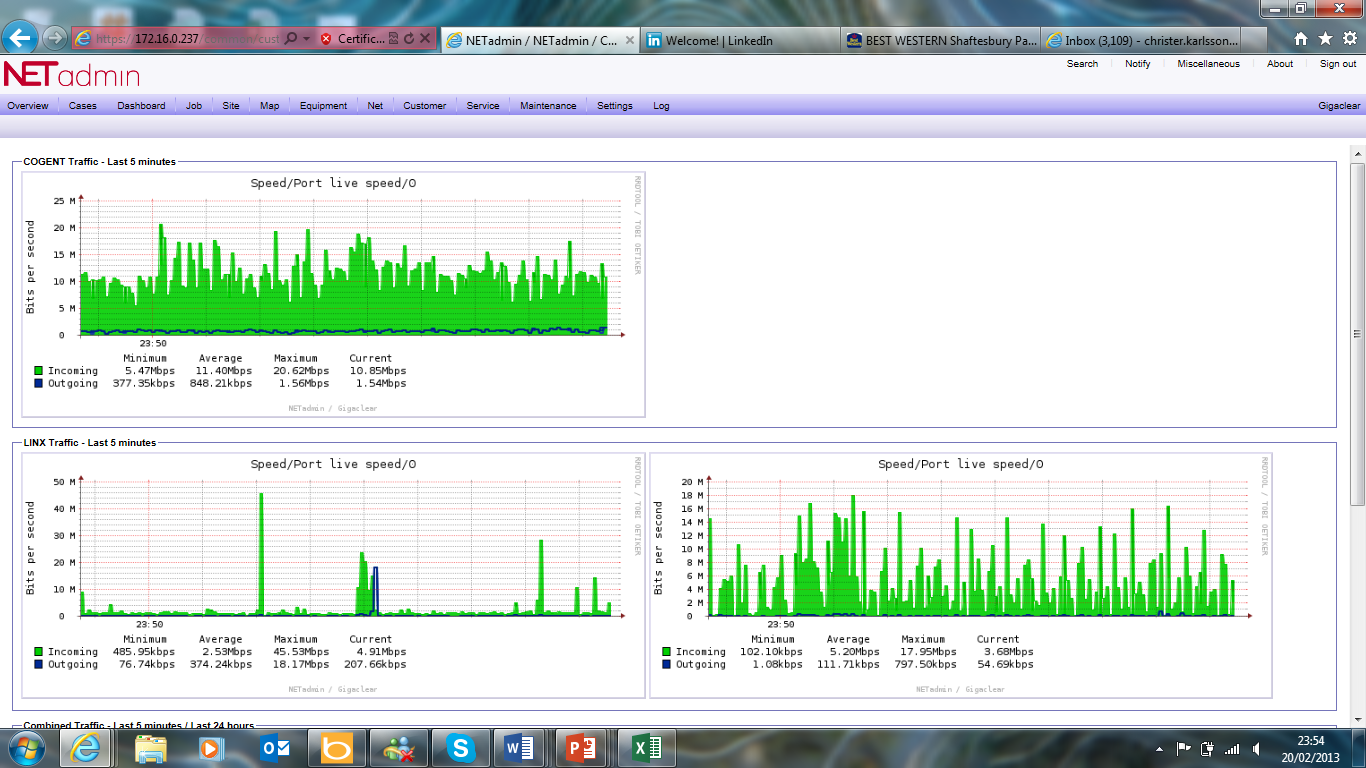 https://172.16.0.237/common/cust
Certific...
NETadmin / NETadmin / C...
Welcome! | LinkedIn
BEST WESTERN Shaftesbury Pa...
Inbox (3,109) - christer.karlsson...
NETadmin
Search Notify Miscellaneous About Sign out
Overview Cases Dashboard Job Site Map Equipment Net Customer Service Maintenance Settings Log Gigaclear
COGENT Traffic - Last 5 minutes
Speed/Port live speed/0
RRDTOOL / TOBI OETIKER
Bits per second
25 M
20 M
15 M
10 M
5 M
0
23:50
Minimum Average Maximum Current
Incoming 5.47Mbps 11.40Mbps 20.62Mbps 10.85Mbps
Outgoing 377.35kbps 848.21kbps 1.56Mbps 1.54Mbps
NETadmin / Gigaclear
LINX Traffic - Last 5 minutes
Speed/Port live speed/0
RRDTOOL / TOBI OETIKER
Bits per second
50 M
40 M
30 M
20 M
10 M
0
23:50
Minimum Average Maximum Current
Incoming 485.95kbps 2.53Mbps 45.53Mbps 4.91Mbps
Outgoing 76.74kbps 374.24kbps 18.17Mbps 207.66kbps
NETadmin / Gigaclear
Speed/Port live speed/0
RRDTOOL / TOBI OETIKER
Bits per second
20 M
18 M
16 M
14 M
12 M
10 M
8 M
6 M
4 M
2 M
0
23:50
Minimum Average Maximum Current
Incoming 102.10kbps 5.20Mbps 17.95Mbps 3.68Mbps
Outgoing 1.08kbps 111.71kbps 797.50kbps 54.69kbps
NETadmin / Gigaclear
Combined Traffic - Last 5 minutes / Last 24 hours
23:54
20/02/2013